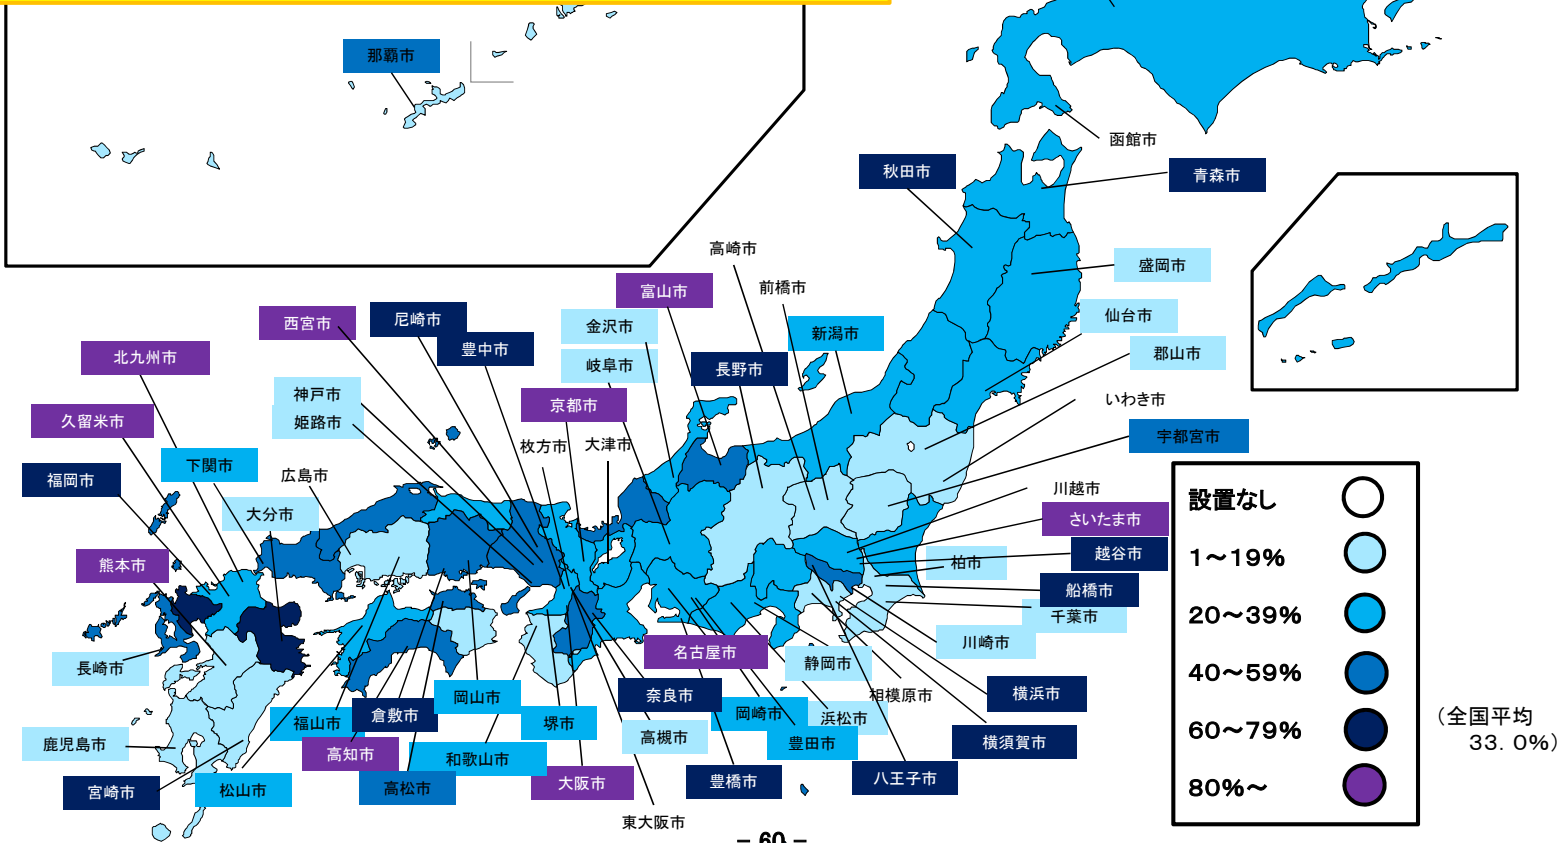 那覇市
函館市
秋田市
青森市
高崎市
盛岡市
富山市
前橋市
西宮市
尼崎市
金沢市
新潟市
仙台市
豊中市
北九州市
岐阜市
長野市
郡山市
神戸市
京都市
いわき市
久留米市
姫路市
枚方市
大津市
宇都宮市
下関市
広島市
福岡市
川越市
設置なし
大分市
さいたま市
1~19%
熊本市
柏市
越谷市
船橋市
20~39%
千葉市
川崎市
長崎市
名古屋市
静岡市
40~59%
岡山市
奈良市
相模原市
横浜市
福山市
倉敷市
堺市
岡崎市
浜松市
60~79%
(全国平均
33.0%)
鹿児島市
高知市
和歌山市
高槻市
豊田市
横須賀市
宮崎市
松山市
高松市
大阪市
豊橋市
八王子市
80%~
東大阪市
- 60 -